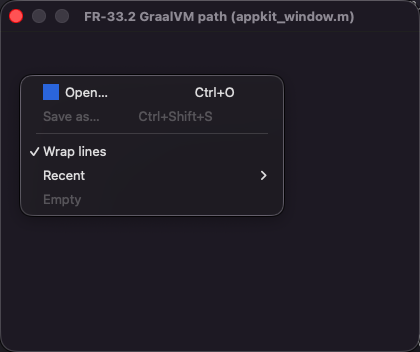 FR-33.2 GraalVM path (appkit_window.m)
Open... Ctrl+O
Save as... Ctrl+Shift+S
Wrap lines
Recent
Empty